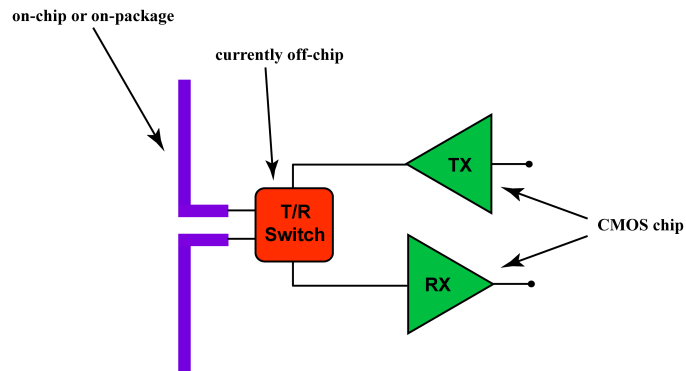 on-chip or on-package
currently off-chip
TX
T/R
Switch
CMOS chip
RX